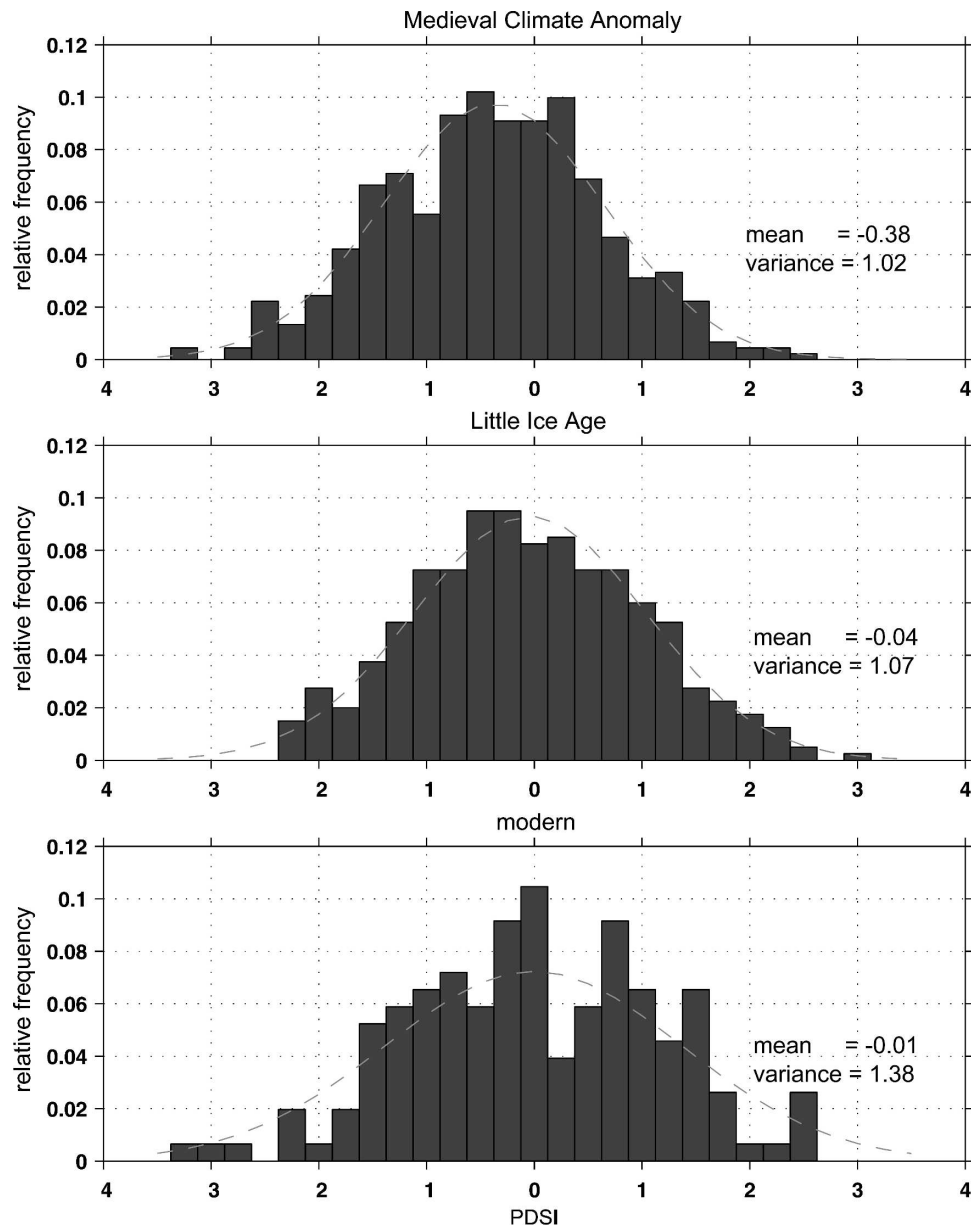 Medieval Climate Anomaly
0.12
0.1
0.08
0.06
0.04
0.02
0
relative frequency
mean = -0.38
variance = 1.02
4 3 2 1 0 1 2 3 4
Little Ice Age
0.12
0.1
0.08
0.06
0.04
0.02
0
relative frequency
mean = -0.04
variance = 1.07
4 3 2 1 0 1 2 3 4
modern
0.12
0.1
0.08
0.06
0.04
0.02
0
relative frequency
mean = -0.01
variance = 1.38
4 3 2 1 0 1 2 3 4
PDSI